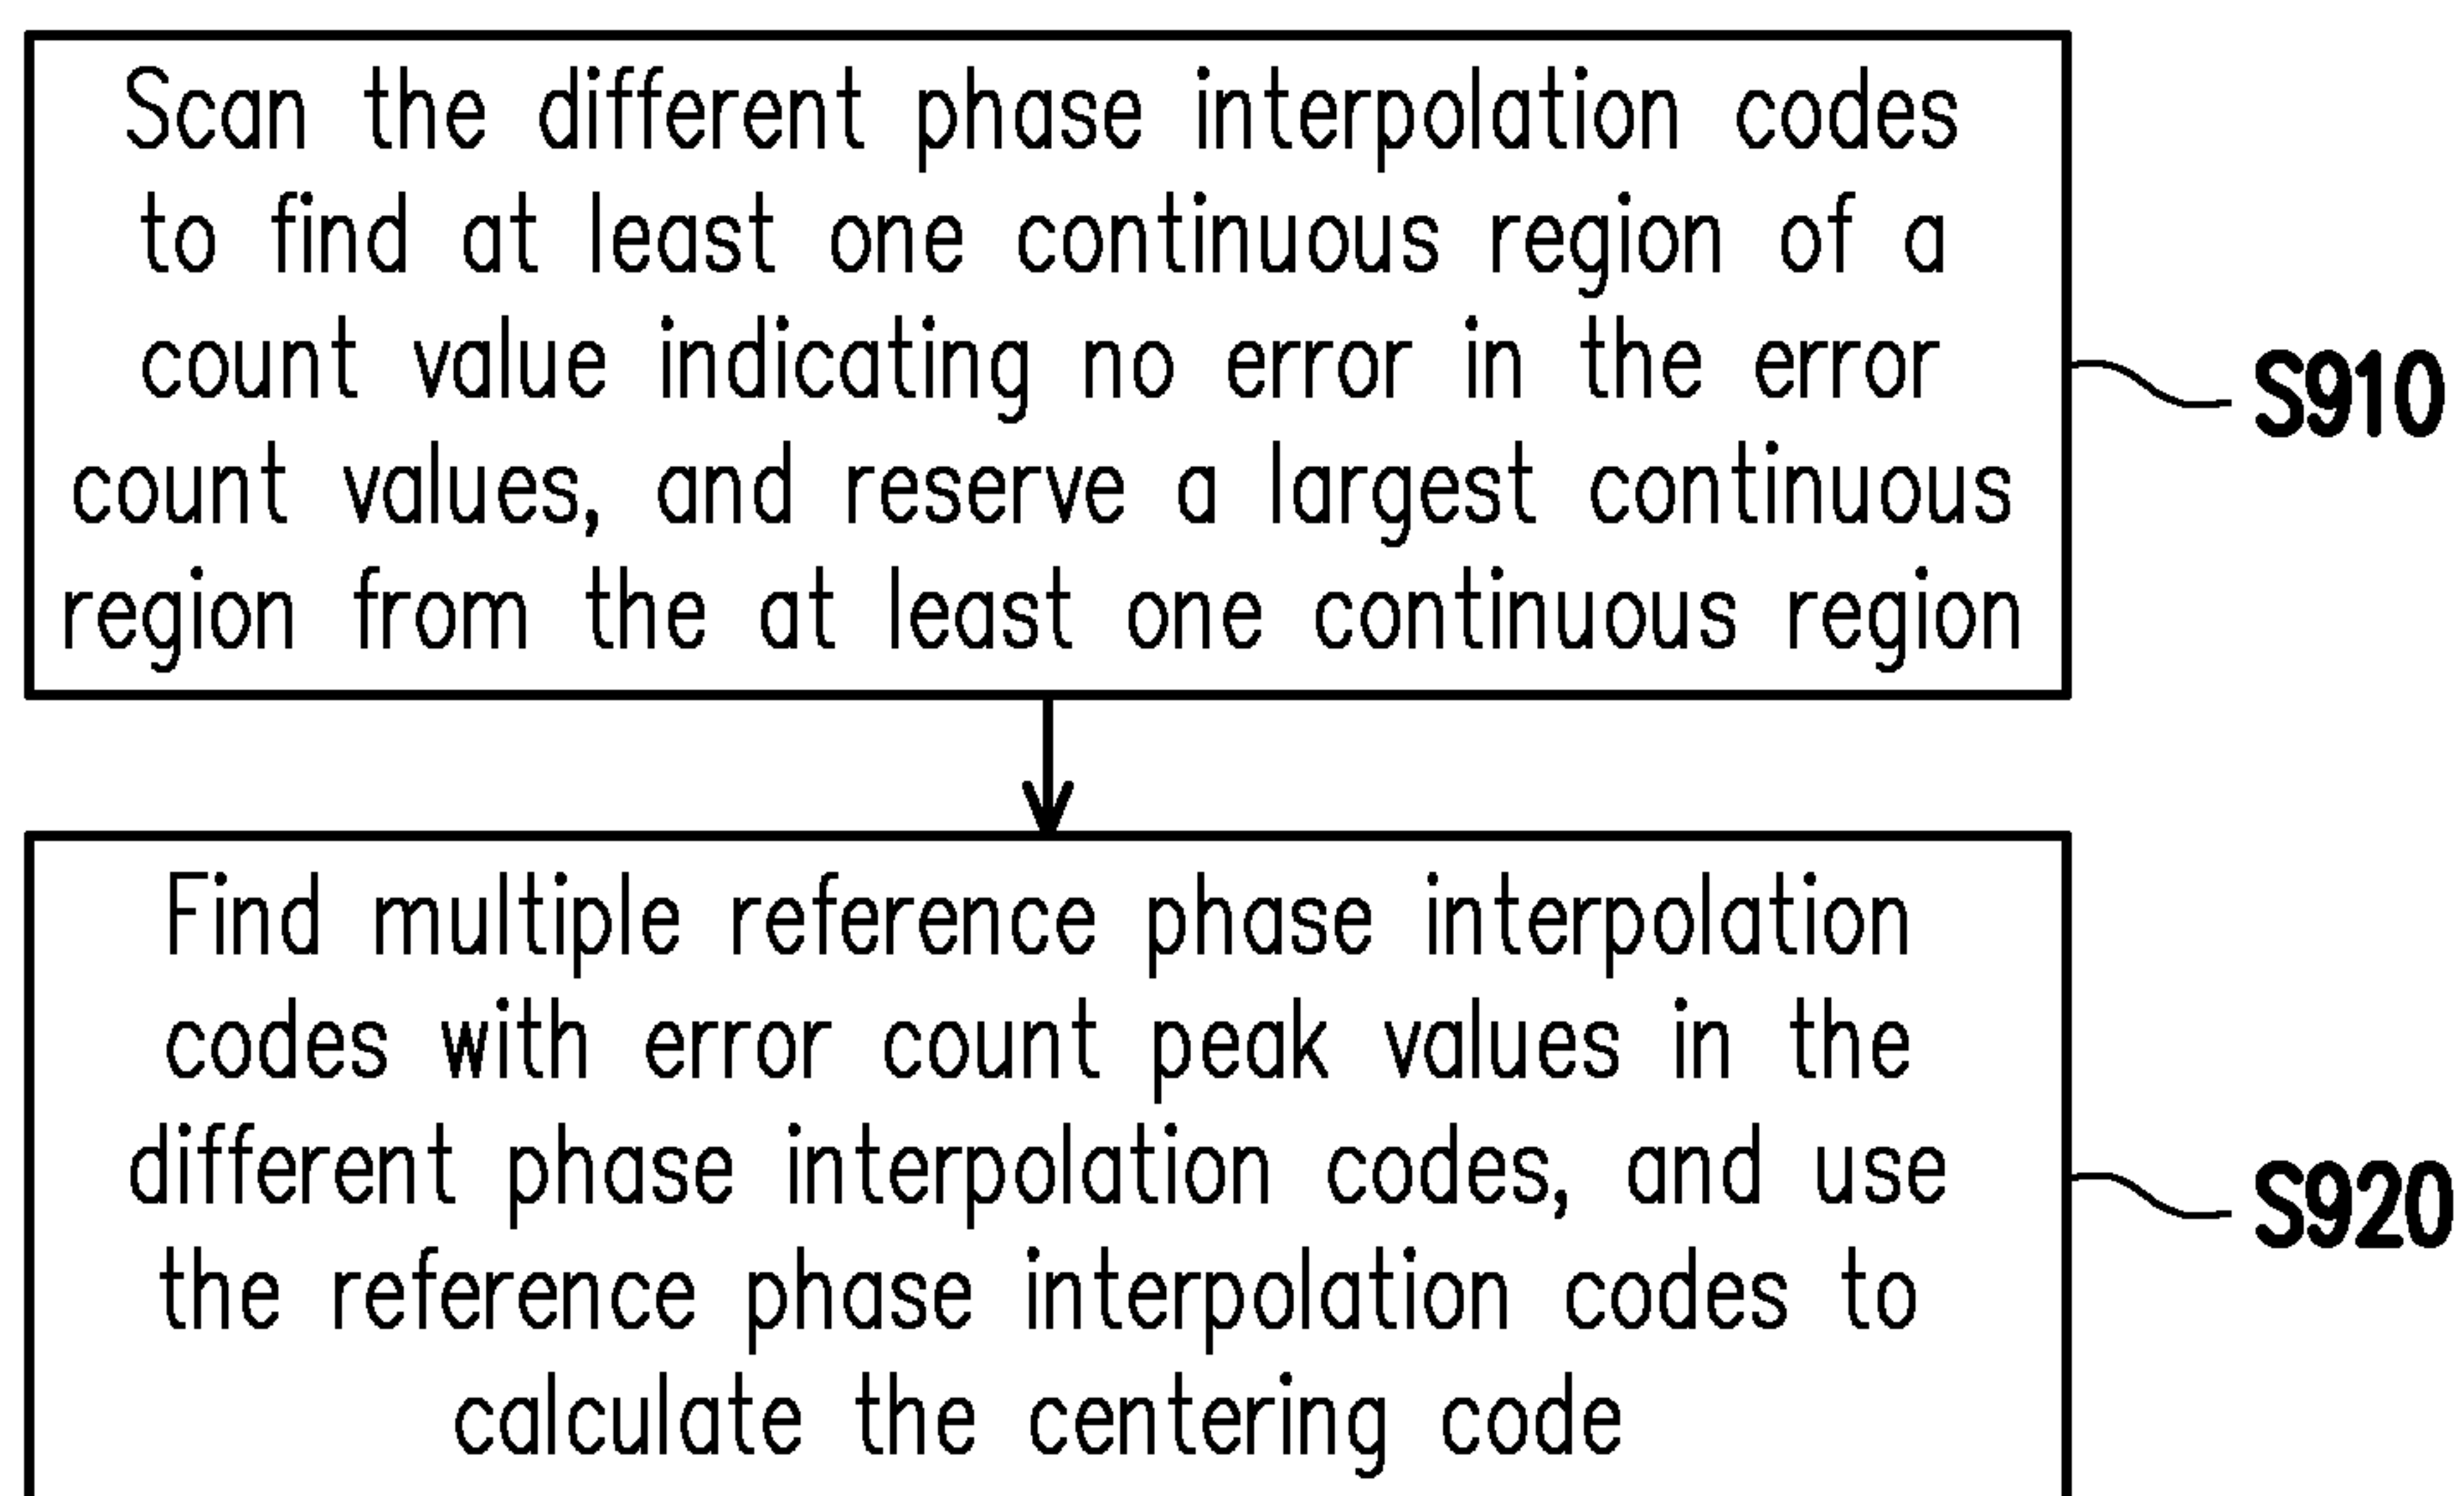 Scan the different phase interpolation codes
to find at least one continuous region of a
count value indicating no error in the error
count values, and reserve a largest continuous
region from the at least one continuous region
S910
Find multiple reference phase interpolation
codes with error count peak values in the
different phase interpolation codes, and use
the reference phase interpolation codes to
calculate the centering code
S920